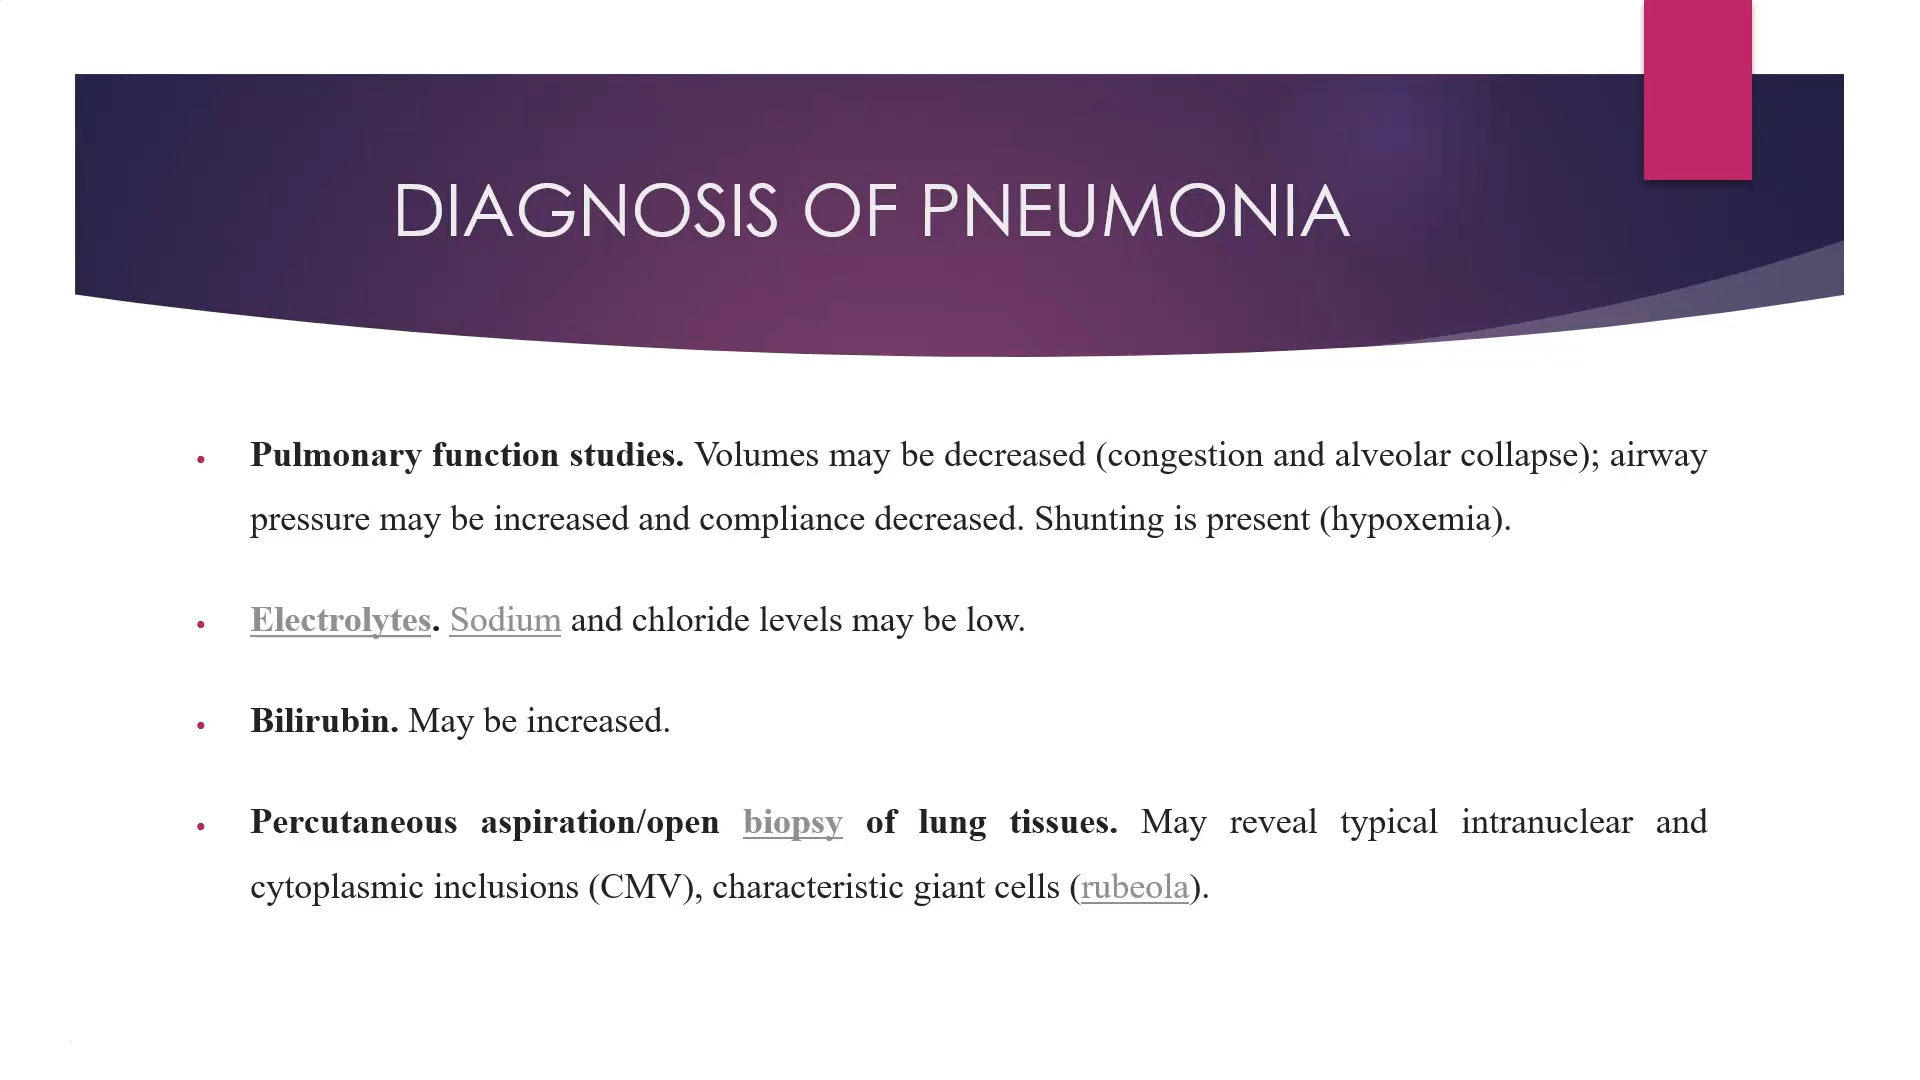 DIAGNOSIS OF PNEUMONIA
• Pulmonary function studies. Volumes may be decreased (congestion and alveolar collapse); airway
pressure may be increased and compliance decreased. Shunting is present (hypoxemia).
• Electrolytes. Sodium and chloride levels may be low.
• Bilirubin. May be increased.
• Percutaneous aspiration/open biopsy of lung tissues. May reveal typical intranuclear and
cytoplasmic inclusions (CMV), characteristic giant cells (rubeola).